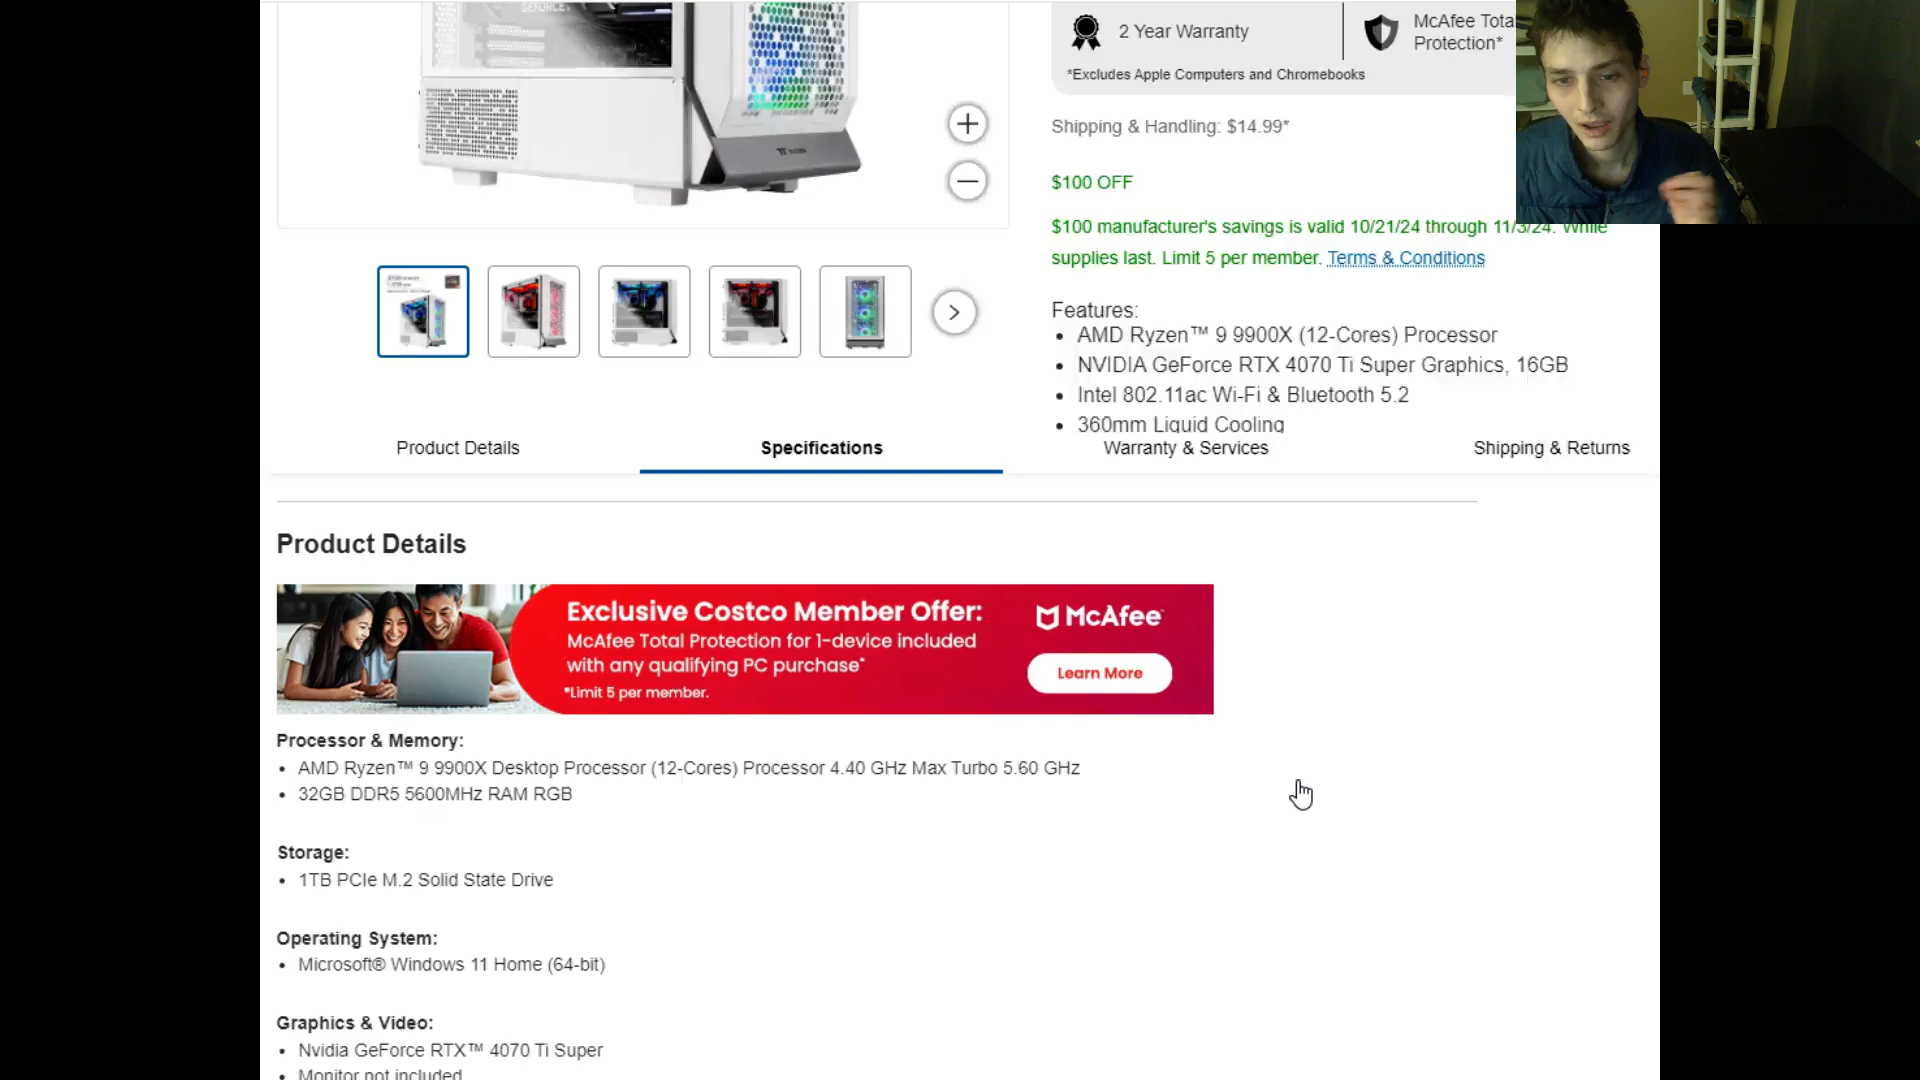 GEFORCE
2 Year Warranty
McAfee Tota
Protection*
*Excludes Apple Computers and Chromebooks
Shipping & Handling: $14.99*
$100 OFF
$100 manufacturer's savings is valid 10/21/24 through 11/3/24. While
supplies last. Limit 5 per member. Terms & Conditions
Features:
• AMD Ryzen™ 9 9900X (12-Cores) Processor
• NVIDIA GeForce RTX 4070 Ti Super Graphics, 16GB
• Intel 802.11ac Wi-Fi & Bluetooth 5.2
• 360mm Liquid Cooling
Product Details
Specifications
Warranty & Services
Shipping & Returns
Product Details
Exclusive Costco Member Offer:
McAfee Total Protection for 1-device included
with any qualifying PC purchase*
*Limit 5 per member.
McAfee
Learn More
Processor & Memory:
• AMD Ryzen™ 9 9900X Desktop Processor (12-Cores) Processor 4.40 GHz Max Turbo 5.60 GHz
• 32GB DDR5 5600MHz RAM RGB
Storage:
• 1TB PCIe M.2 Solid State Drive
Operating System:
• Microsoft® Windows 11 Home (64-bit)
Graphics & Video:
• Nvidia GeForce RTX™ 4070 Ti Super
• Monitor not included